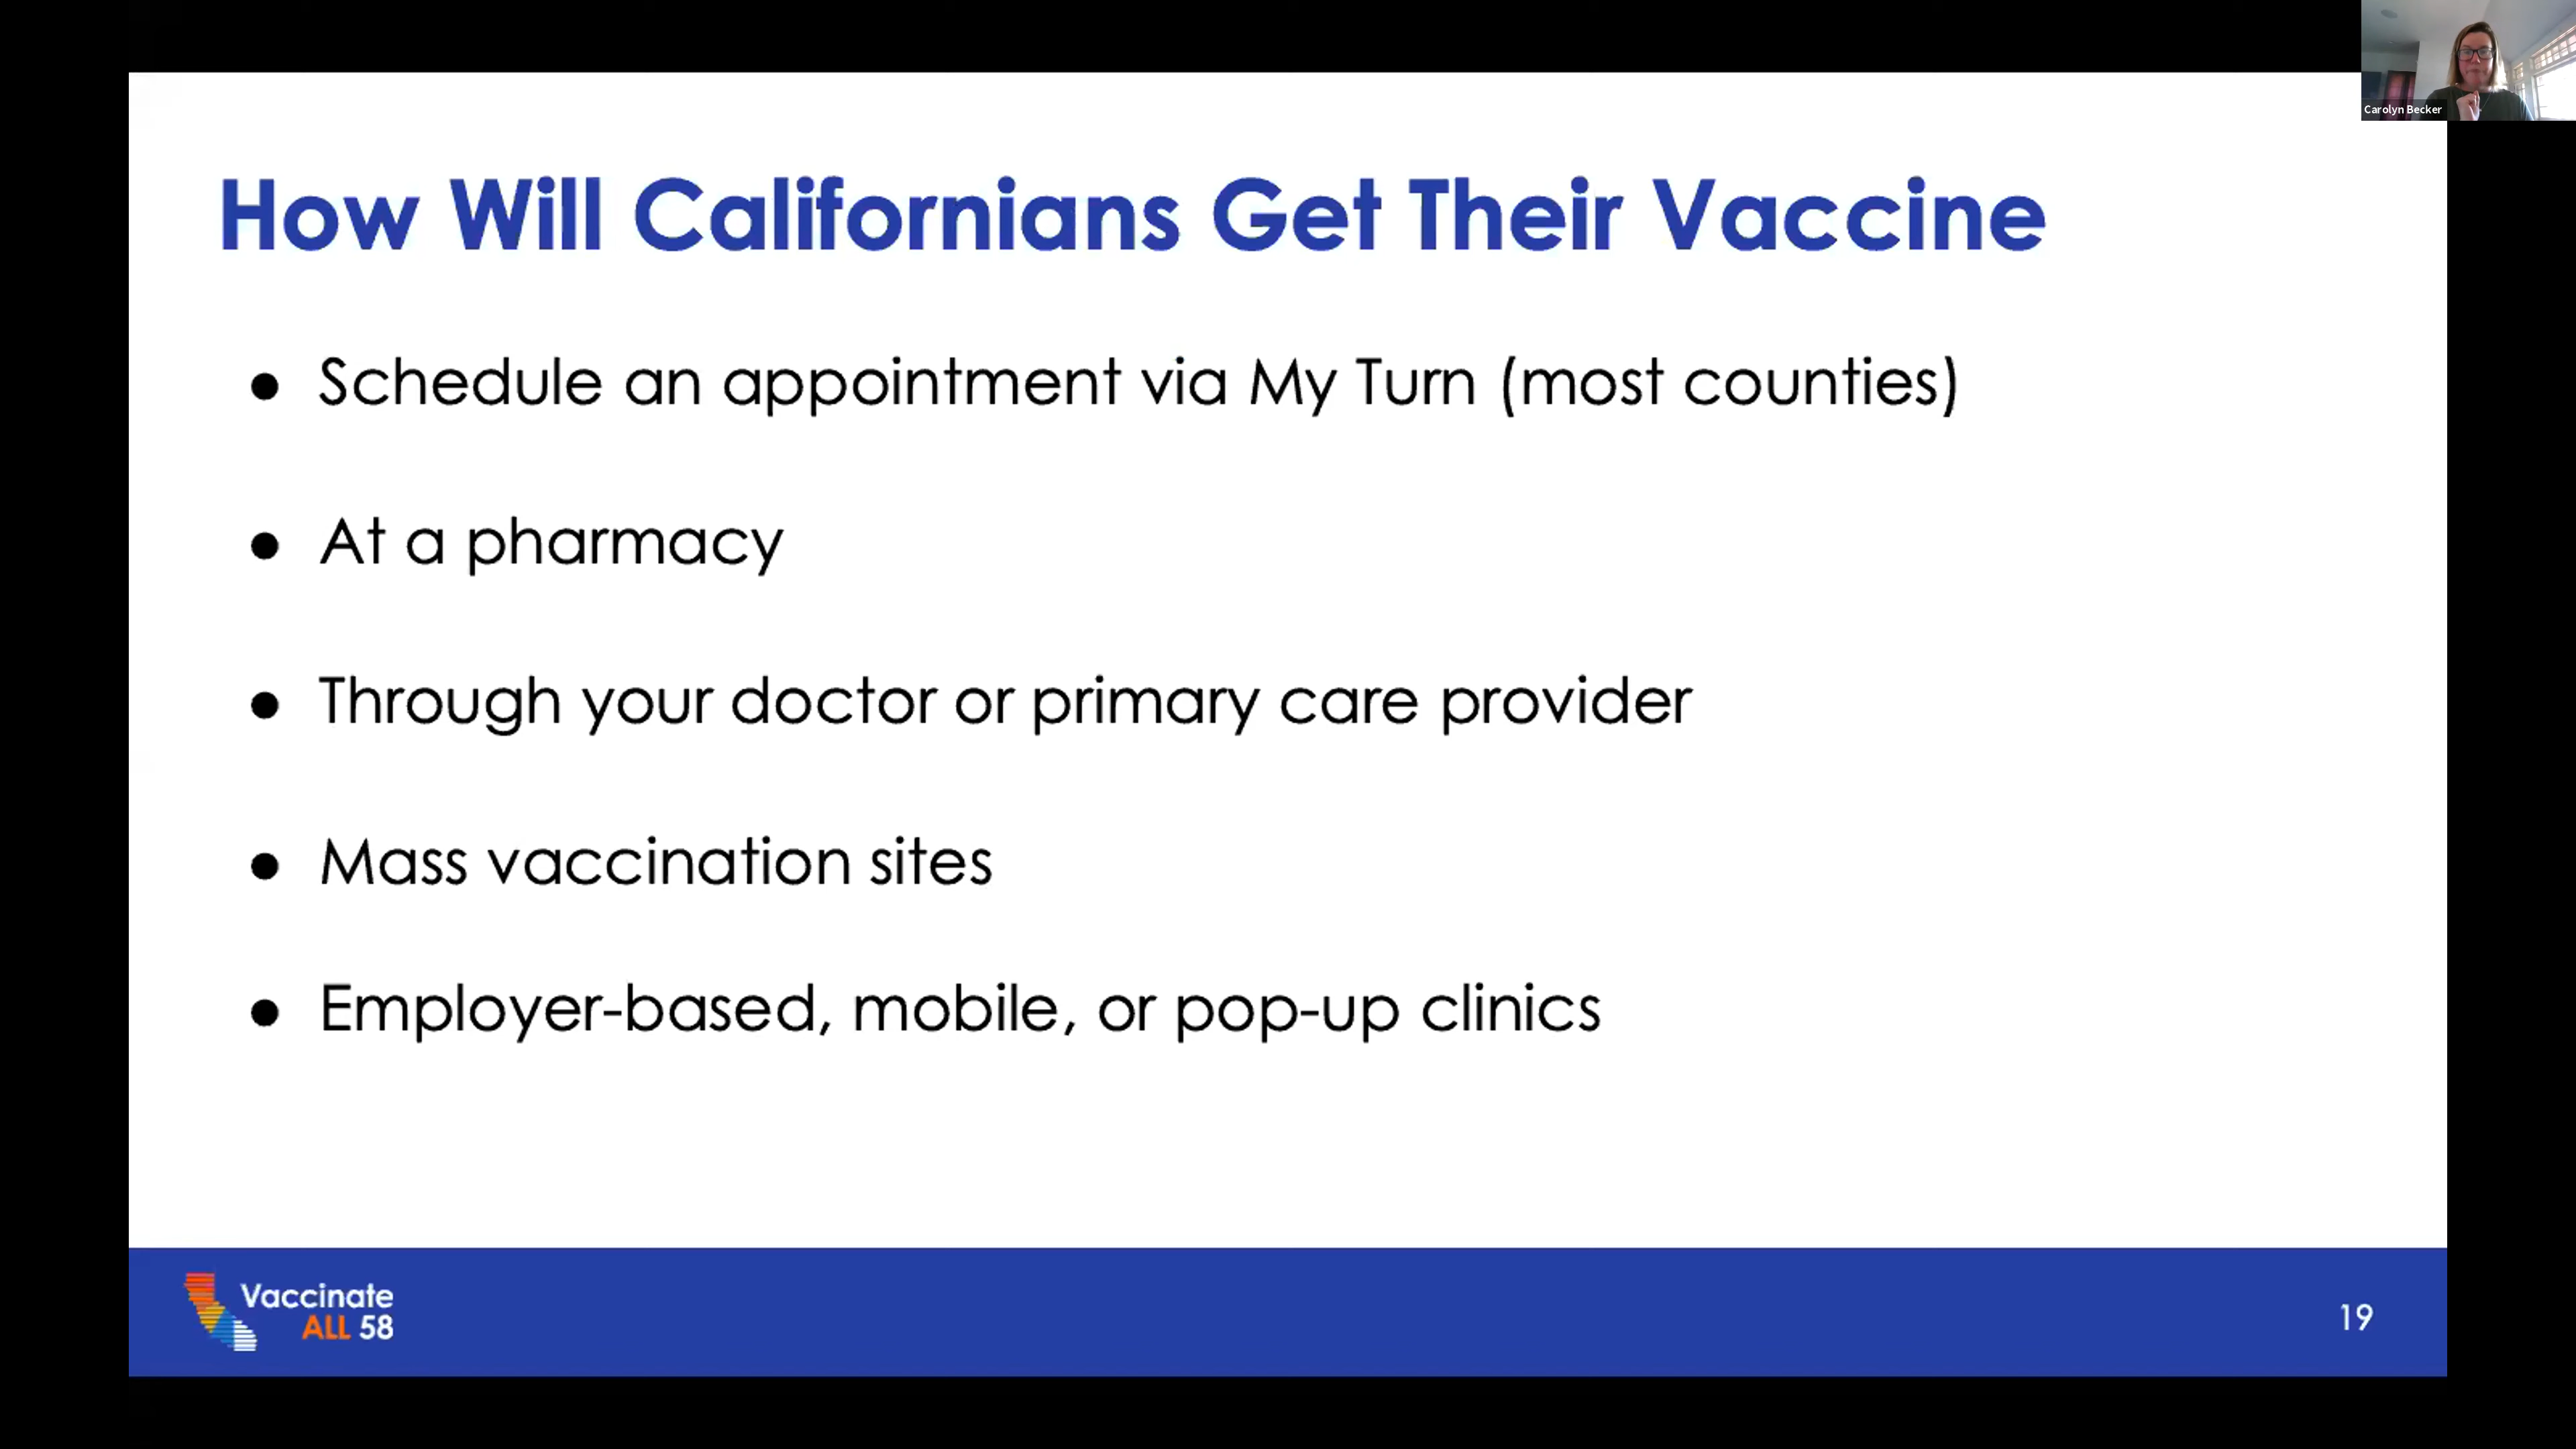 Carolyn Becker
How Will Californians Get Their Vaccine
● Schedule an appointment via My Turn (most counties)
● At a pharmacy
● Through your doctor or primary care provider
● Mass vaccination sites
● Employer-based, mobile, or pop-up clinics
Vaccinate
ALL 58
19